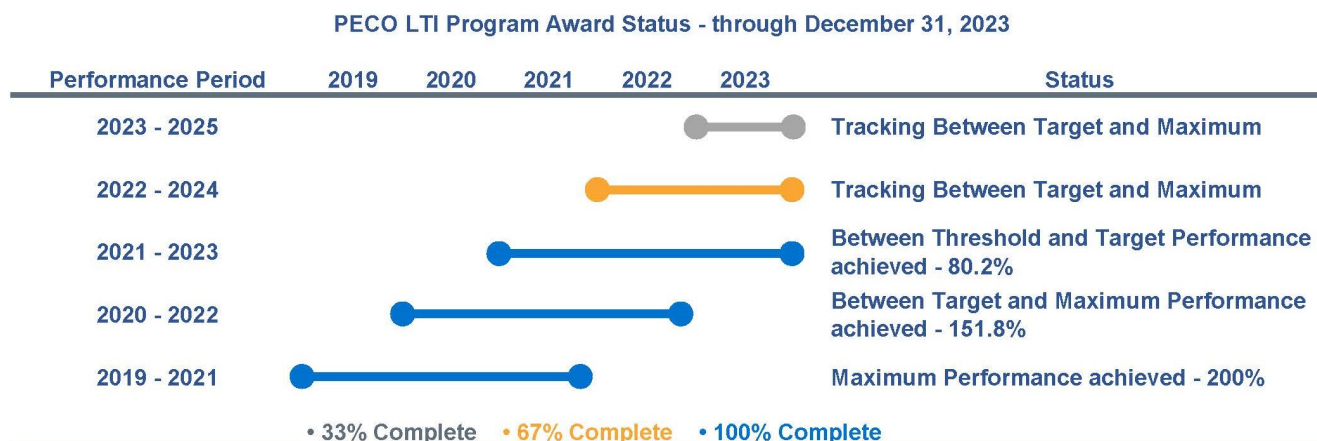 PECO LTI Program Award Status - through December 31, 2023
Performance Period 2019 2020 2021 2022 2023 Status
2023 - 2025 Tracking Between Target and Maximum
2022 - 2024 Tracking Between Target and Maximum
2021 - 2023 Between Threshold and Target Performance
achieved - 80.2%
2020 - 2022 Between Target and Maximum Performance
achieved - 151.8%
2019 - 2021 Maximum Performance achieved - 200%
• 33% Complete • 67% Complete • 100% Complete